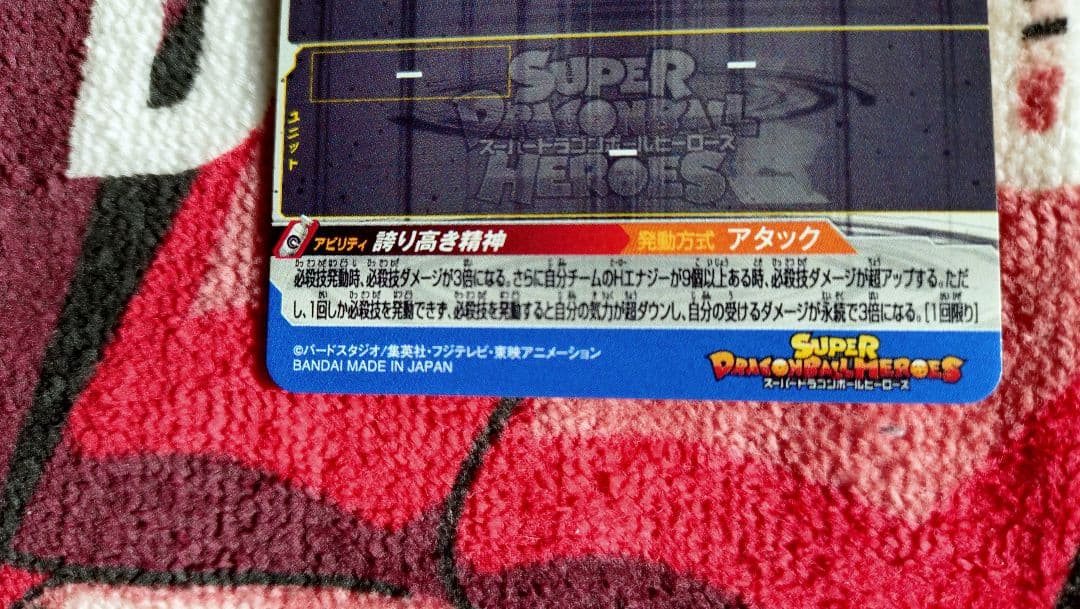 SUPER
DRAGONBALL
スーパードラゴンボールヒーローズ
HEROES
ユニット
アビリティ 誇り高き精神 発動方式 アタック
必殺技発動時、必殺技ダメージが3倍になる。さらに自分チームのHエナジーが9個以上ある時、必殺技ダメージが超アップする。ただ
し、1回しか必殺技を発動できず、必殺技を発動すると自分の気力が超ダウンし、自分の受けるダメージが永続で3倍になる。[1回限り]
©バードスタジオ/集英社・フジテレビ・東映アニメーション
BANDAI MADE IN JAPAN
SUPER
DRAGONBALL HEROES
スーパードラゴンボールヒーローズ